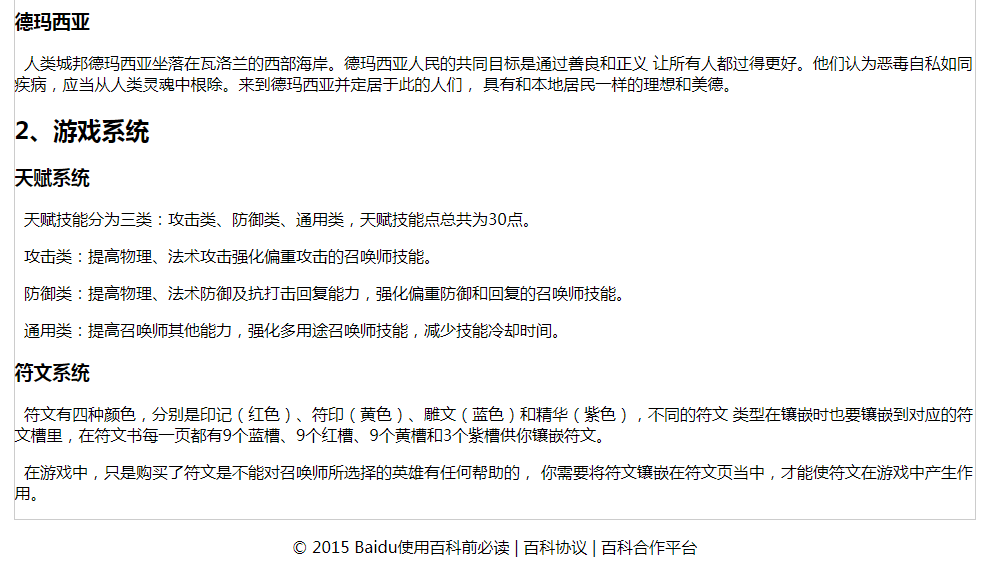 德玛西亚
人类城邦德玛西亚坐落在瓦洛兰的西部海岸。德玛西亚人民的共同目标是通过善良和正义 让所有人都过得更好。他们认为恶毒自私如同
疾病，应当从人类灵魂中根除。来到德玛西亚并定居于此的人们， 具有和本地居民一样的理想和美德。
2、游戏系统
天赋系统
天赋技能分为三类：攻击类、防御类、通用类，天赋技能点总共为30点。
攻击类：提高物理、法术攻击强化偏重攻击的召唤师技能。
防御类：提高物理、法术防御及抗打击回复能力，强化偏重防御和回复的召唤师技能。
通用类：提高召唤师其他能力，强化多用途召唤师技能，减少技能冷却时间。
符文系统
符文有四种颜色，分别是印记（红色）、符印（黄色）、雕文（蓝色）和精华（紫色），不同的符文 类型在镶嵌时也要镶嵌到对应的符
文槽里，在符文书每一页都有9个蓝槽、9个红槽、9个黄槽和3个紫槽供你镶嵌符文。
在游戏中，只是购买了符文是不能对召唤师所选择的英雄有任何帮助的， 你需要将符文镶嵌在符文页当中，才能使符文在游戏中产生作
用。
© 2015 Baidu使用百科前必读 | 百科协议 | 百科合作平台